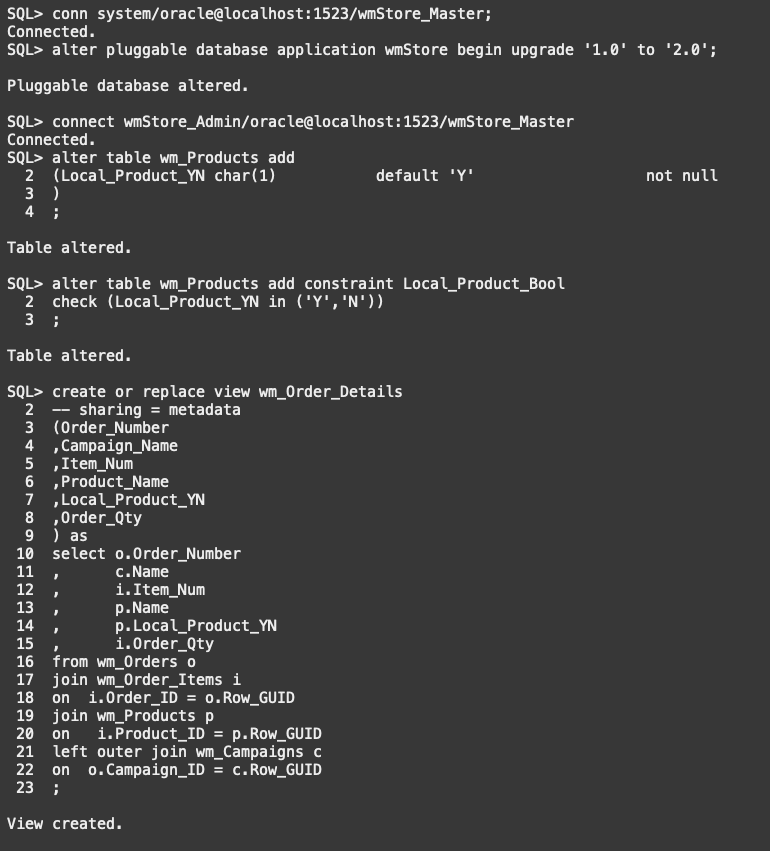 SQL> conn system/oracle@localhost:1523/wmStore_Master;
Connected.
SQL> alter pluggable database application wmStore begin upgrade '1.0' to '2.0';
Pluggable database altered.
SQL> connect wmStore_Admin/oracle@localhost:1523/wmStore_Master
Connected.
SQL> alter table wm_Products add
  2  (Local_Product_YN char(1)           default 'Y'                   not null
  3  )
  4  ;
Table altered.
SQL> alter table wm_Products add constraint Local_Product_Bool
  2  check (Local_Product_YN in ('Y','N'))
  3  ;
Table altered.
SQL> create or replace view wm_Order_Details
  2  -- sharing = metadata
  3  (Order_Number
  4  ,Campaign_Name
  5  ,Item_Num
  6  ,Product_Name
  7  ,Local_Product_YN
  8  ,Order_Qty
  9  ) as
 10  select o.Order_Number
 11  ,      c.Name
 12  ,      i.Item_Num
 13  ,      p.Name
 14  ,      p.Local_Product_YN
 15  ,      i.Order_Qty
 16  from wm_Orders o
 17  join wm_Order_Items i
 18  on  i.Order_ID = o.Row_GUID
 19  join wm_Products p
 20  on   i.Product_ID = p.Row_GUID
 21  left outer join wm_Campaigns c
 22  on  o.Campaign_ID = c.Row_GUID
 23  ;
View created.